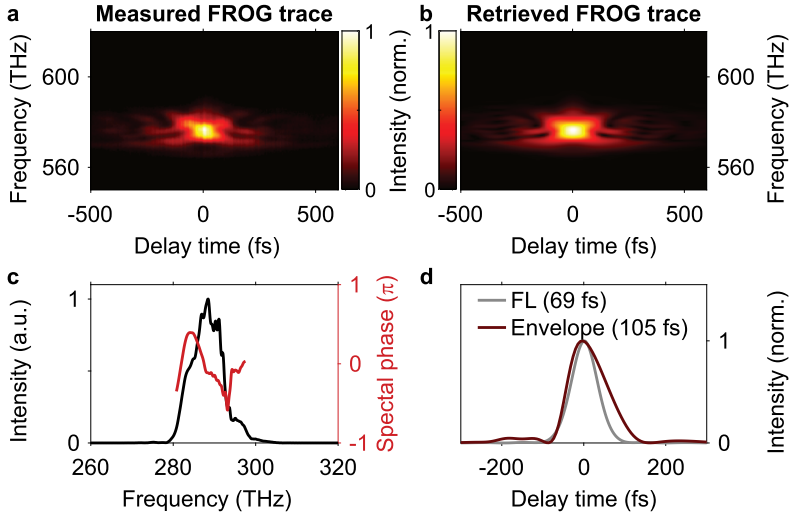 a
Measured FROG trace
Frequency (THz)
600
560
-500
0
500
Delay time (fs)
1
0
Intensity (norm.)
b
Retrieved FROG trace
1
0
600
560
Frequency (THz)
-500
0
500
Delay time (fs)
c
Intensity (a.u.)
1
0
260
280
300
320
Frequency (THz)
1
0
-1
Spectal phase (π)
d
FL (69 fs)
Envelope (105 fs)
1
0
Intensity (norm.)
-200
0
200
Delay time (fs)